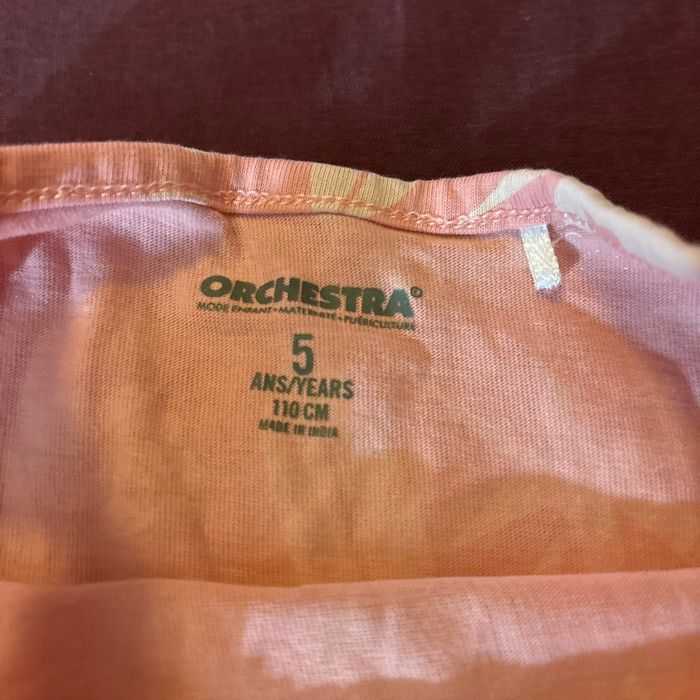 ORCHESTRA®
MODE ENFANT•MATERNITÉ•PUÉRICULTURE
5
ANS/YEARS
110 CM
MADE IN INDIA